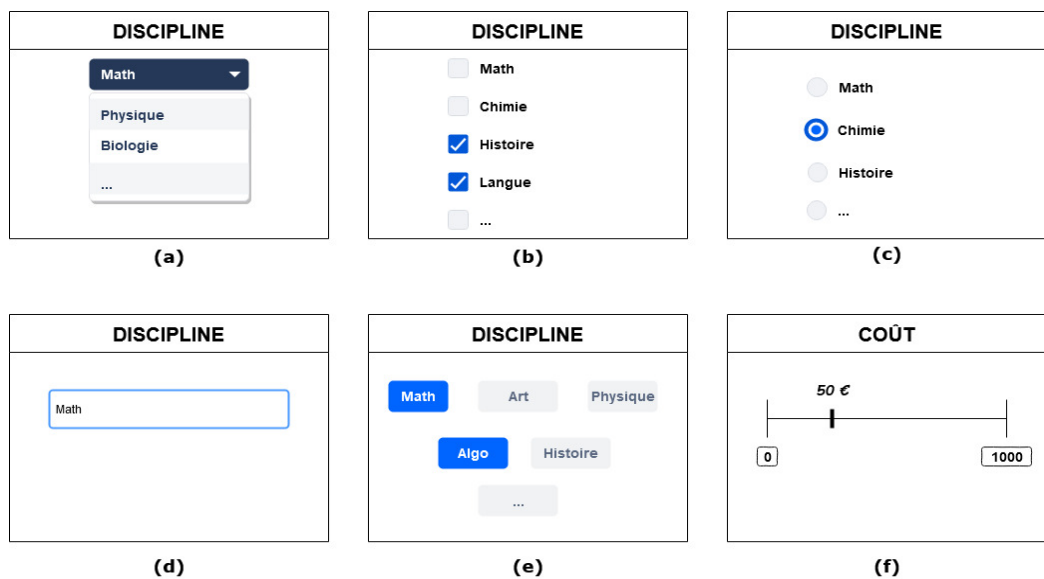 DISCIPLINE
Math
Physique
Biologie
...
(a)
DISCIPLINE
Math
Chimie
Histoire
Langue
...
(b)
DISCIPLINE
Math
Chimie
Histoire
...
(c)
DISCIPLINE
Math
(d)
DISCIPLINE
Math Art Physique
Algo Histoire
...
(e)
COÛT
50 €
0 1000
(f)